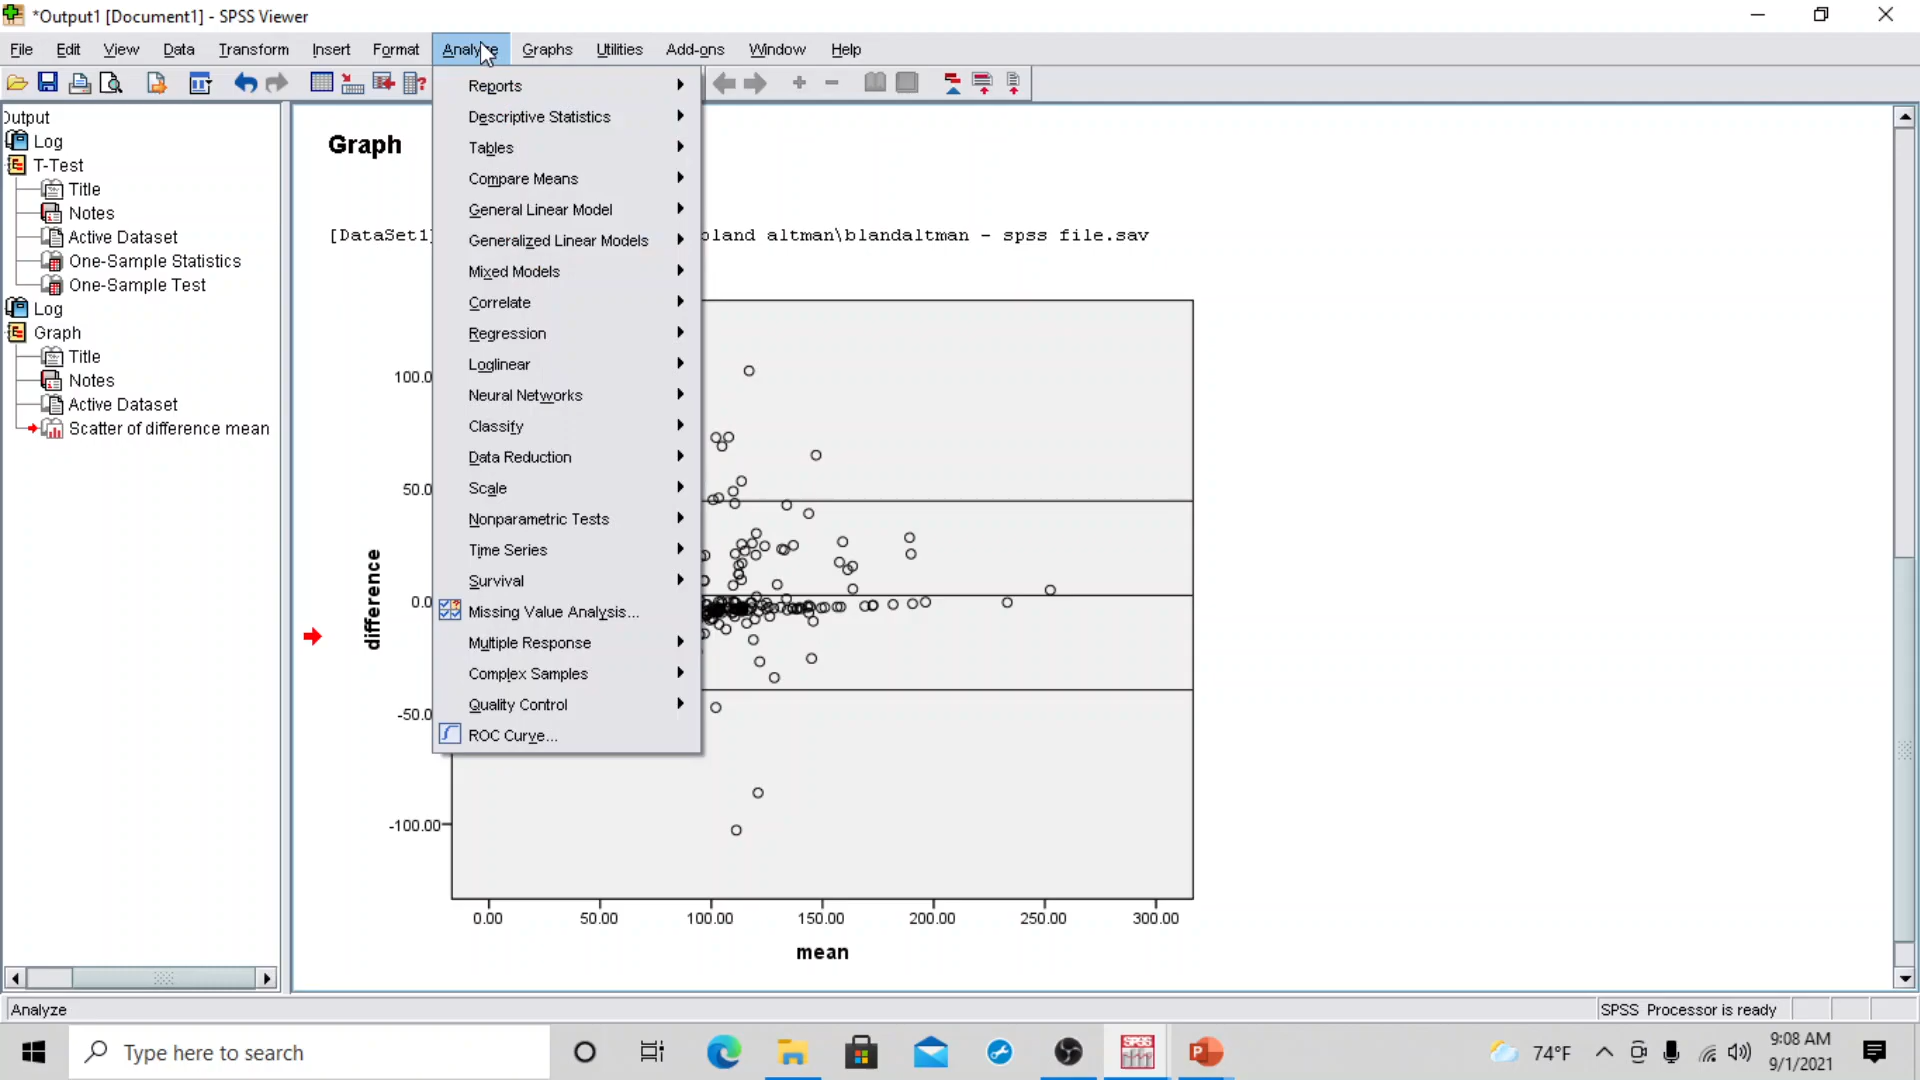 *Output1 [Document1] - SPSS Viewer
File Edit View Data Transform Insert Format Analyze Graphs Utilities Add-ons Window Help
Output
Log
T-Test
Title
Notes
Active Dataset
One-Sample Statistics
One-Sample Test
Log
Graph
Title
Notes
Active Dataset
Scatter of difference mean
Reports
Descriptive Statistics
Tables
Compare Means
General Linear Model
Generalized Linear Models
Mixed Models
Correlate
Regression
Loglinear
Neural Networks
Classify
Data Reduction
Scale
Nonparametric Tests
Time Series
Survival
Missing Value Analysis...
Multiple Response
Complex Samples
Quality Control
ROC Curve...
Graph
[DataSet1] bland altman\blandaltman - spss file.sav
100.0
50.0
0.0
-50.0
-100.00
difference
0.00 50.00 100.00 150.00 200.00 250.00 300.00
mean
Analyze
SPSS Processor is ready
Type here to search
SPSS
P
74°F
9:08 AM
9/1/2021